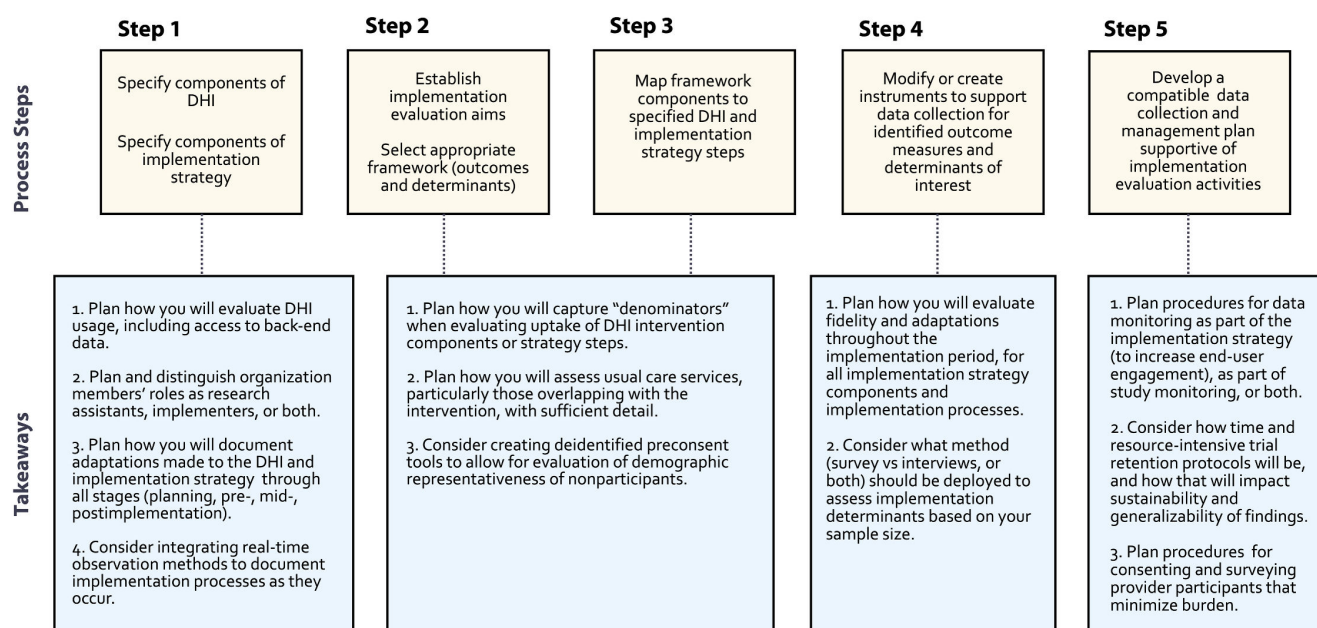 Step 1
Step 2
Step 3
Step 4
Step 5
Process Steps
Specify components of
DHI
Specify components of
implementation
strategy
Establish
implementation
evaluation aims
Select appropriate
framework (outcomes
and determinants)
Map framework
components to
specified DHI and
implementation
strategy steps
Modify or create
instruments to support
data collection for
identified outcome
measures and
determinants of
interest
Develop a
compatible data
collection and
management plan
supportive of
implementation
evaluation activities
Takeaways
1. Plan how you will evaluate DHI
usage, including access to back-end
data.
2. Plan and distinguish organization
members' roles as research
assistants, implementers, or both.
3. Plan how you will document
adaptations made to the DHI and
implementation strategy through
all stages (planning, pre-, mid-,
postimplementation).
4. Consider integrating real-time
observation methods to document
implementation processes as they
occur.
1. Plan how you will capture “denominators”
when evaluating uptake of DHI intervention
components or strategy steps.
2. Plan how you will assess usual care services,
particularly those overlapping with the
intervention, with sufficient detail.
3. Consider creating deidentified preconsent
tools to allow for evaluation of demographic
representativeness of nonparticipants.
1. Plan how you will evaluate
fidelity and adaptations
throughout the
implementation period, for
all implementation strategy
components and
implementation processes.
2. Consider what method
(survey vs interviews, or
both) should be deployed to
assess implementation
determinants based on your
sample size.
1. Plan procedures for data
monitoring as part of the
implementation strategy
(to increase end-user
engagement), as part of
study monitoring, or both.
2. Consider how time and
resource-intensive trial
retention protocols will be,
and how that will impact
sustainability and
generalizability of findings.
3. Plan procedures for
consenting and surveying
provider participants that
minimize burden.